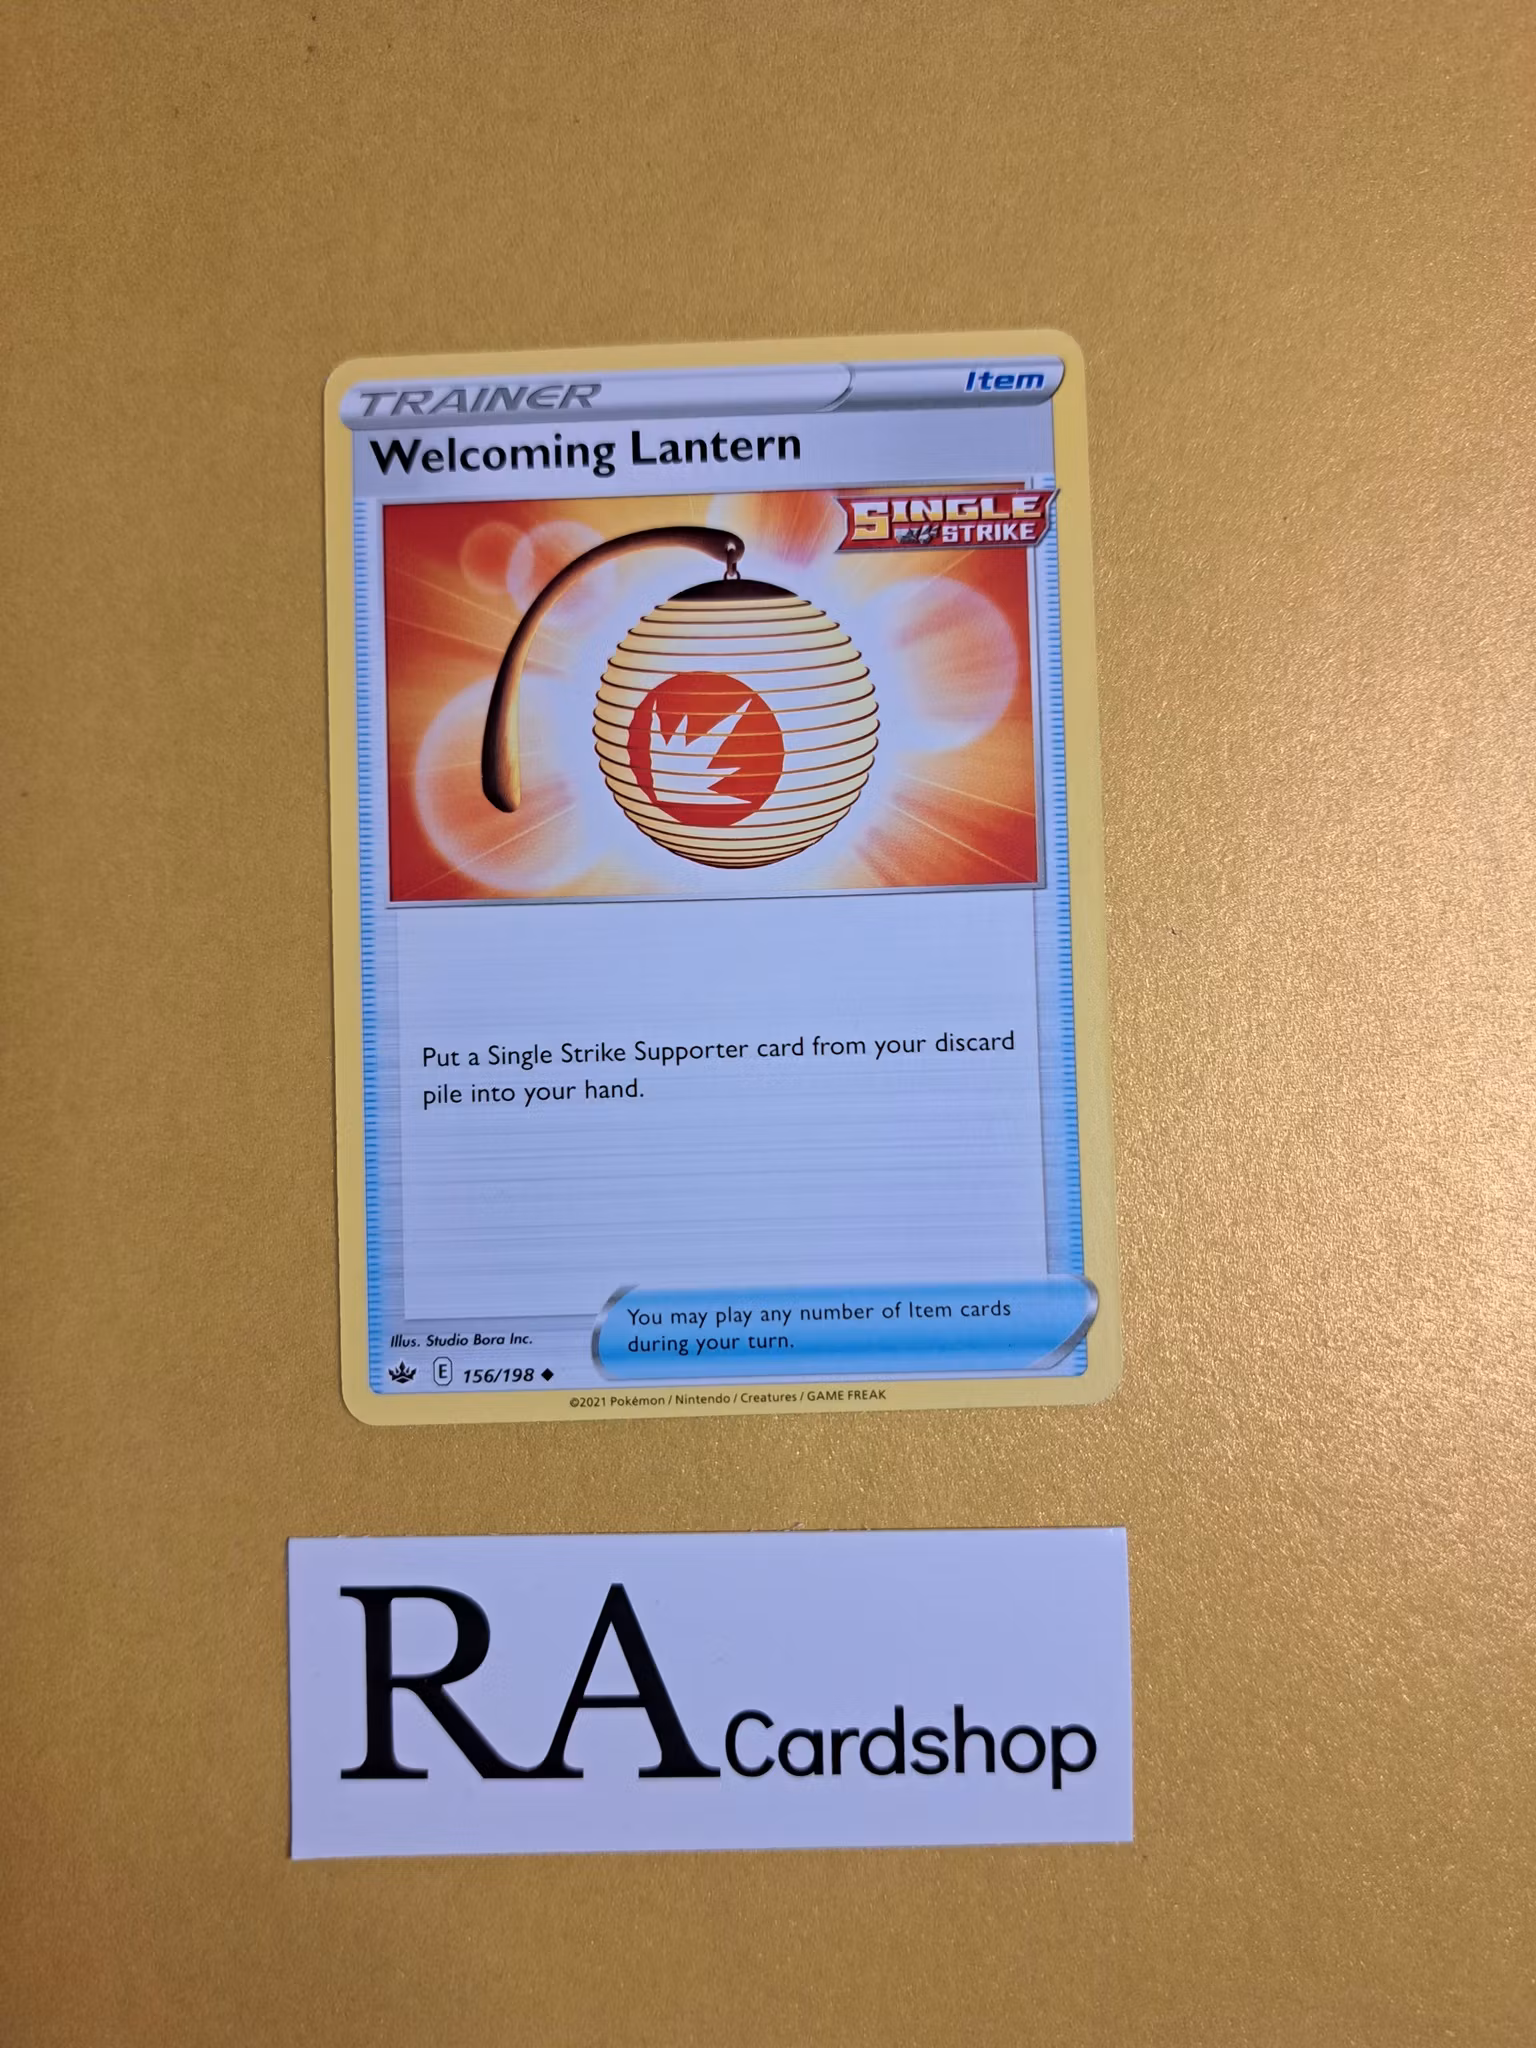 TRAINER
Item
Welcoming Lantern
SINGLE
STRIKE
Put a Single Strike Supporter card from your discard
pile into your hand.
You may play any number of Item cards
during your turn.
Illus. Studio Bora Inc.
E 156/198
©2021 Pokémon / Nintendo / Creatures / GAME FREAK
RA Cardshop